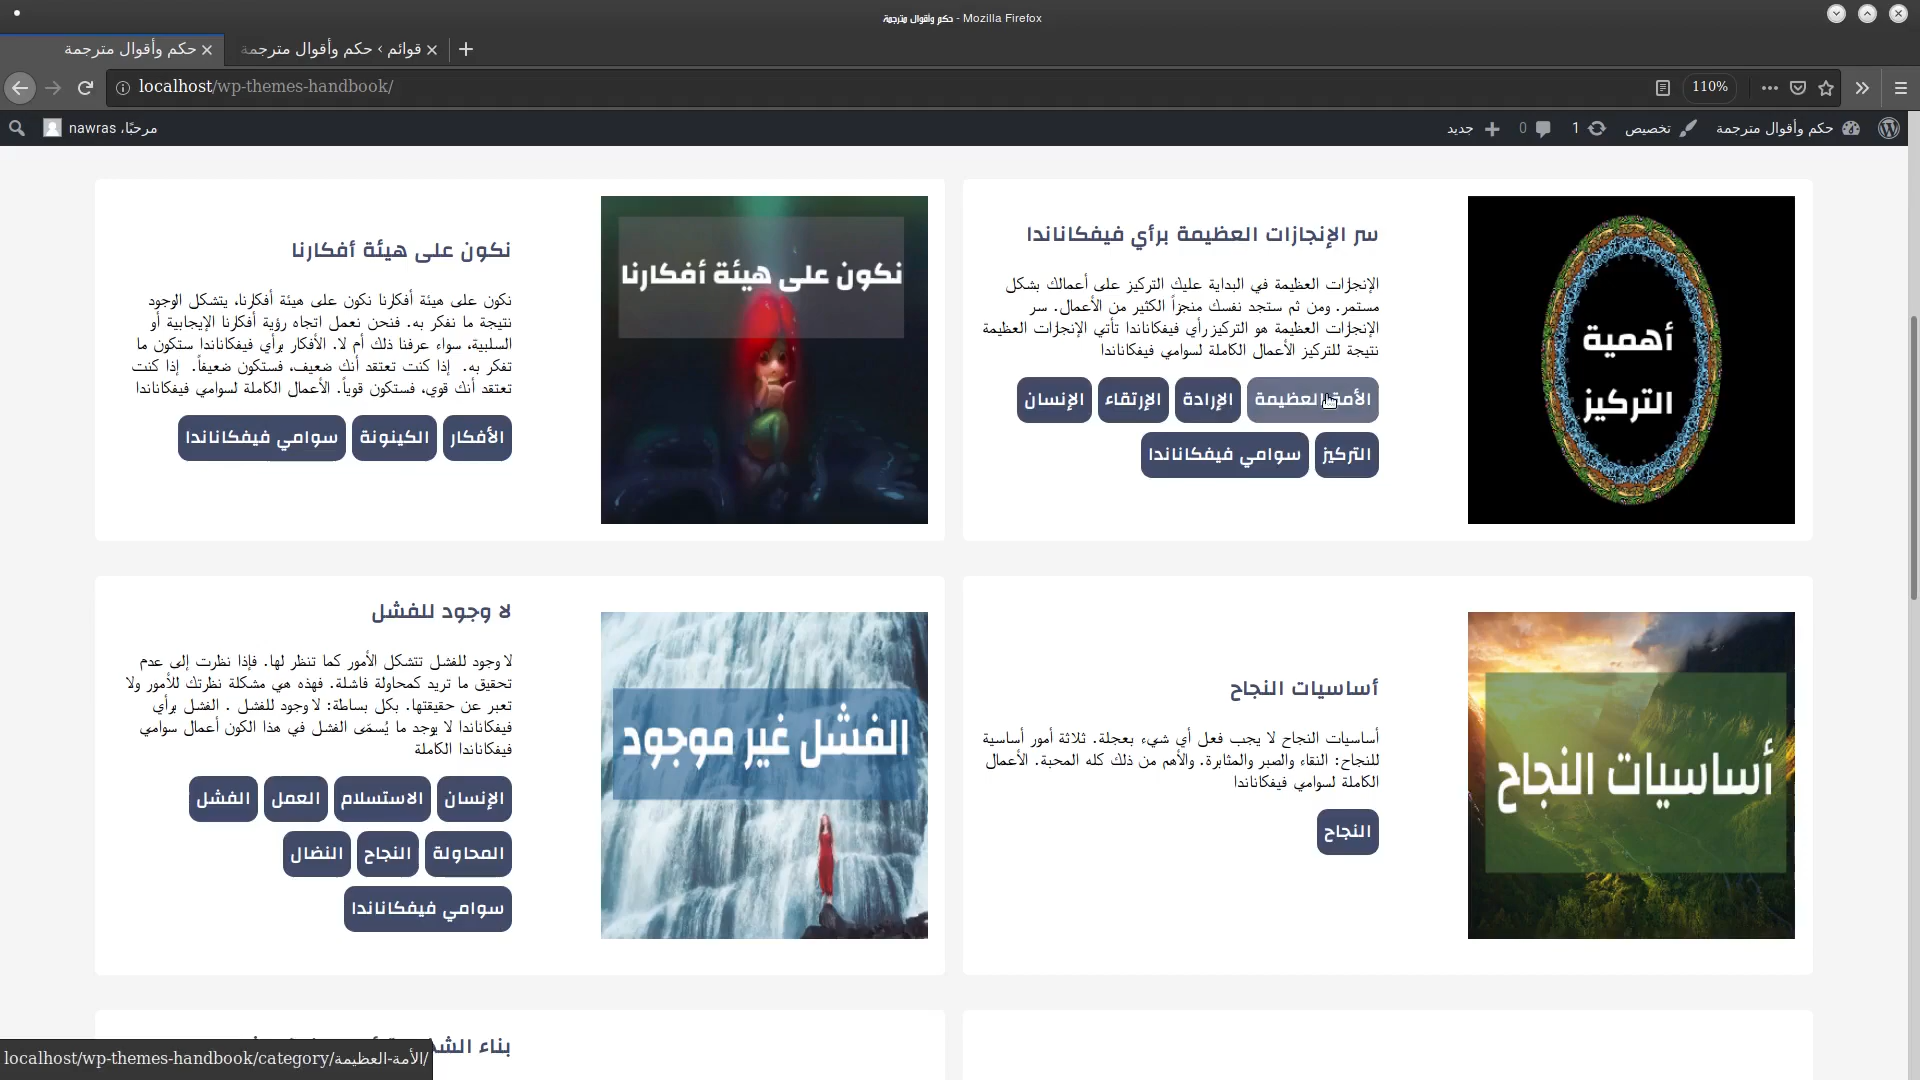 حكم وأقوال مترجمة - Mozilla Firefox
حكم وأقوال مترجمة
قوائم › حكم وأقوال مترجمة
localhost/wp-themes-handbook/
110%
حكم وأقوال مترجمة
تخصيص
1
0
جديد
مرحبًا، nawras
أهمية
التركيز
سر الإنجازات العظيمة برأي فيفكاناندا
الإنجازات العظيمة في البداية عليك التركيز على أعمالك بشكل
مستمر. ومن ثم ستجد نفسك منجزاً الكثير من الأعمال. سر
الإنجازات العظيمة هو التركيز رأي فيفكاناندا تأتي الإنجازات العظيمة
نتيجة للتركيز الأعمال الكاملة لسوامي فيفكاناندا
الأمة العظيمة
الإرادة
الإرتقاء
الإنسان
التركيز
سوامي فيفكاناندا
نكون على هيئة أفكارنا
نكون على هيئة أفكارنا
نكون على هيئة أفكارنا نكون على هيئة أفكارنا، يتشكل الوجود
نتيجة ما نفكر به. فنحن نعمل اتجاه رؤية أفكارنا الإيجابية أو
السلبية، سواء عرفنا ذلك أم لا. الأفكار برأي فيفكاناندا ستكون ما
تفكر به. إذا كنت تعتقد أنك ضعيف، فستكون ضعيفاً. إذا كنت
تعتقد أنك قوي، فستكون قوياً. الأعمال الكاملة لسوامي فيفكاناندا
الأفكار
الكينونة
سوامي فيفكاناندا
أساسيات النجاح
أساسيات النجاح
أساسيات النجاح لا يجب فعل أي شيء بعجلة. ثلاثة أمور أساسية
للنجاح: النقاء والصبر والمثابرة. والأهم من ذلك كله المحبة. الأعمال
الكاملة لسوامي فيفكاناندا
النجاح
الفشل غير موجود
لا وجود للفشل
لا وجود للفشل تتشكل الأمور كما تنظر لها. فإذا نظرت إلى عدم
تحقيق ما تريد كمحاولة فاشلة. فهذه هي مشكلة نظرتك للأمور ولا
تعبر عن حقيقتها. بكل بساطة: لا وجود للفشل . الفشل برأي
فيفكاناندا لا يوجد ما يُسمَى الفشل في هذا الكون أعمال سوامي
فيفكاناندا الكاملة
الإنسان
الاستسلام
العمل
الفشل
المحاولة
النجاح
النضال
سوامي فيفكاناندا
بناء
localhost/wp-themes-handbook/category/الأمة-العظيمة/